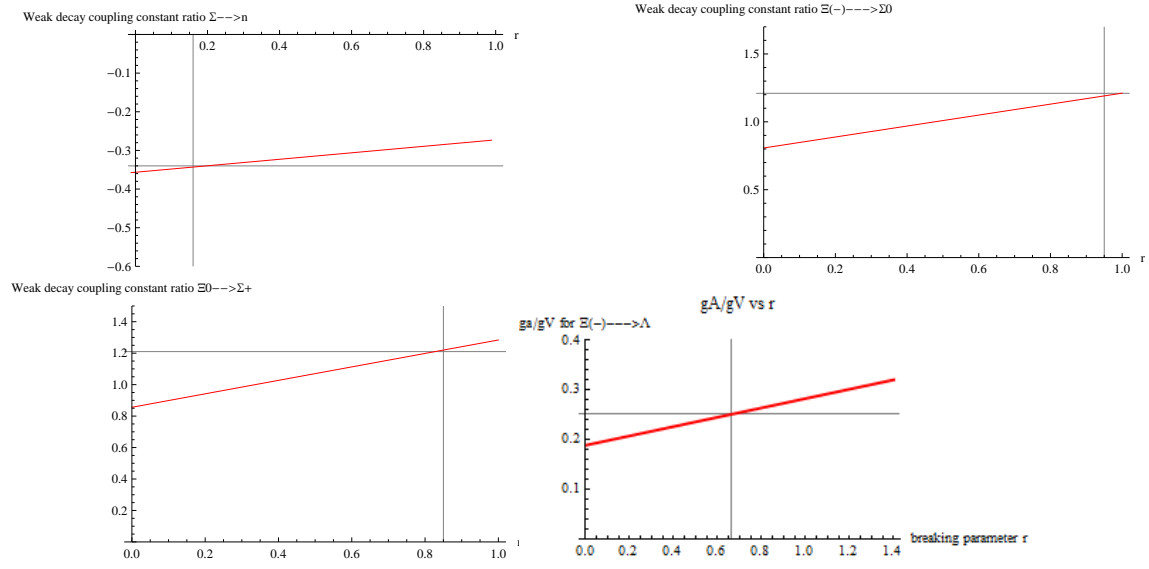 Weak decay coupling constant ratio Σ−−>n
r
0.2 0.4 0.6 0.8 1.0
−0.1
−0.2
−0.3
−0.4
−0.5
−0.6
Weak decay coupling constant ratio Ξ(−)−−−>Σ0
1.5
1.0
0.5
0.0 0.2 0.4 0.6 0.8 1.0
r
Weak decay coupling constant ratio Ξ0−−>Σ+
1.4
1.2
1.0
0.8
0.6
0.4
0.2
0.0 0.2 0.4 0.6 0.8 1.0
gA/gV vs r
ga/gV for Ξ(−)−−−>Λ
0.4
0.3
0.2
0.1
0.0 0.2 0.4 0.6 0.8 1.0 1.2 1.4
breaking parameter r